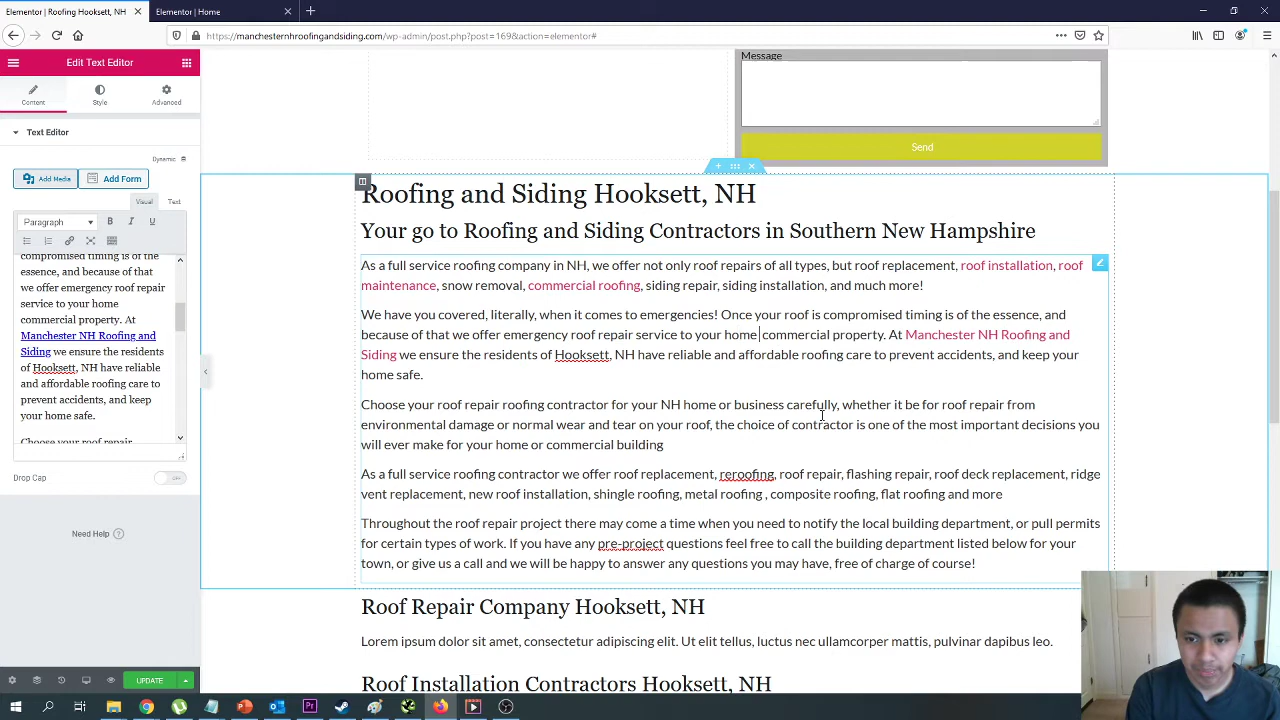 Elementor | Roofing Hooksett, NH
Elementor | Home
https://manchesternhroofingandsiding.com/wp-admin/post.php?post=169&action=elementor#
Edit Text Editor
Content
Style
Advanced
Text Editor
Dynamic
Add Media
Add Form
Visual
Text
Paragraph
B
I
U
compromised timing is of the
essence, and because of that
we offer emergency roof repair
service to your home
commercial property. At
Manchester NH Roofing and
Siding we ensure the residents
of Hooksett, NH have reliable
and affordable roofing care to
prevent accidents, and keep
your home safe.
Choose your roof repair
Drop Cap
OFF
Need Help
UPDATE
Message
Send
Roofing and Siding Hooksett, NH
Your go to Roofing and Siding Contractors in Southern New Hampshire
As a full service roofing company in NH, we offer not only roof repairs of all types, but roof replacement, roof installation, roof
maintenance, snow removal, commercial roofing, siding repair, siding installation, and much more!
We have you covered, literally, when it comes to emergencies! Once your roof is compromised timing is of the essence, and
because of that we offer emergency roof repair service to your home commercial property. At Manchester NH Roofing and
Siding we ensure the residents of Hooksett, NH have reliable and affordable roofing care to prevent accidents, and keep your
home safe.
Choose your roof repair roofing contractor for your NH home or business carefully, whether it be for roof repair from
environmental damage or normal wear and tear on your roof, the choice of contractor is one of the most important decisions you
will ever make for your home or commercial building
As a full service roofing contractor we offer roof replacement, reroofing, roof repair, flashing repair, roof deck replacement, ridge
vent replacement, new roof installation, shingle roofing, metal roofing , composite roofing, flat roofing and more
Throughout the roof repair project there may come a time when you need to notify the local building department, or pull permits
for certain types of work. If you have any pre-project questions feel free to call the building department listed below for your
town, or give us a call and we will be happy to answer any questions you may have, free of charge of course!
Roof Repair Company Hooksett, NH
Lorem ipsum dolor sit amet, consectetur adipiscing elit. Ut elit tellus, luctus nec ullamcorper mattis, pulvinar dapibus leo.
Roof Installation Contractors Hooksett, NH